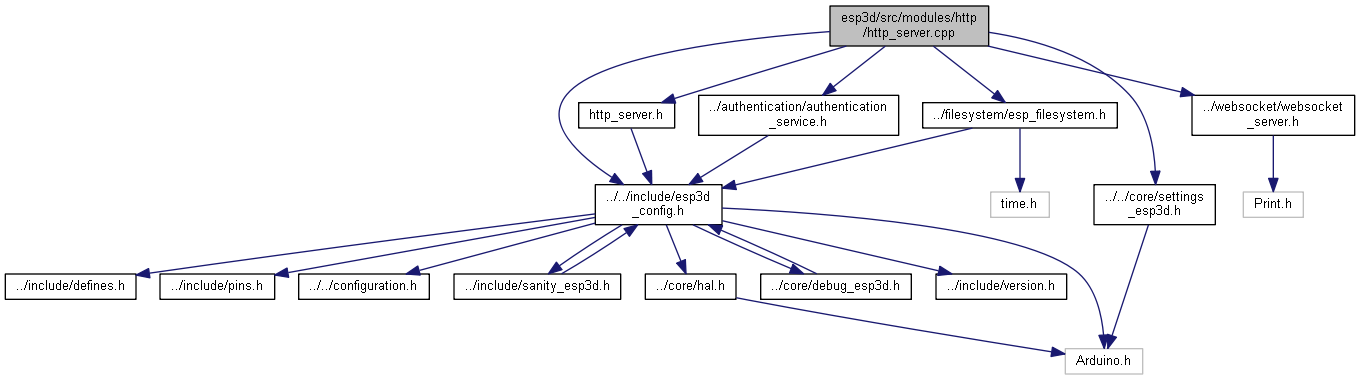 esp3d/src/modules/http
/http_server.cpp
http_server.h
../authentication/authentication
_service.h
../filesystem/esp_filesystem.h
../websocket/websocket
_server.h
../../include/esp3d
_config.h
time.h
../../core/settings
_esp3d.h
Print.h
../include/defines.h
../include/pins.h
../../configuration.h
../include/sanity_esp3d.h
../core/hal.h
../core/debug_esp3d.h
../include/version.h
Arduino.h